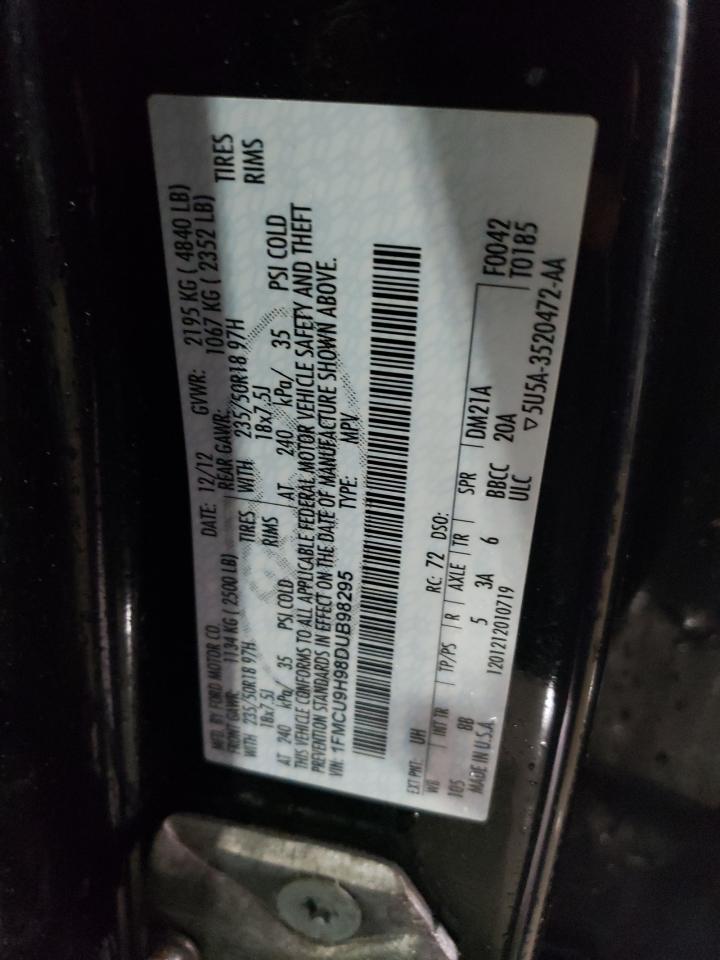 MFD. BY FORD MOTOR CO.
DATE: 12/12 GVWR: 2195 KG ( 4840 LB)
FRONT GAWR: 1134 KG ( 2500 LB) REAR GAWR: 1067 KG ( 2352 LB)
WITH 235/50R18 97H TIRES WITH 235/50R18 97H TIRES
18x7.5J RIMS 18x7.5J RIMS
AT 240 kPa/ 35 PSI COLD AT 240 kPa/ 35 PSI COLD
THIS VEHICLE CONFORMS TO ALL APPLICABLE FEDERAL MOTOR VEHICLE SAFETY AND THEFT
PREVENTION STANDARDS IN EFFECT ON THE DATE OF MANUFACTURE SHOWN ABOVE.
VIN: 1FMCU9H98DUB98295 TYPE: MPV
F0042
T0185
EXT PNT: UH RC: 72 DSO:
WB INT TR TP/PS R AXLE TR SPR DM21A
105 8B 5 3A 6 BBCC 20A
MADE IN U.S.A. 1201212010719 ULC ▽5U5A-3520472-AA